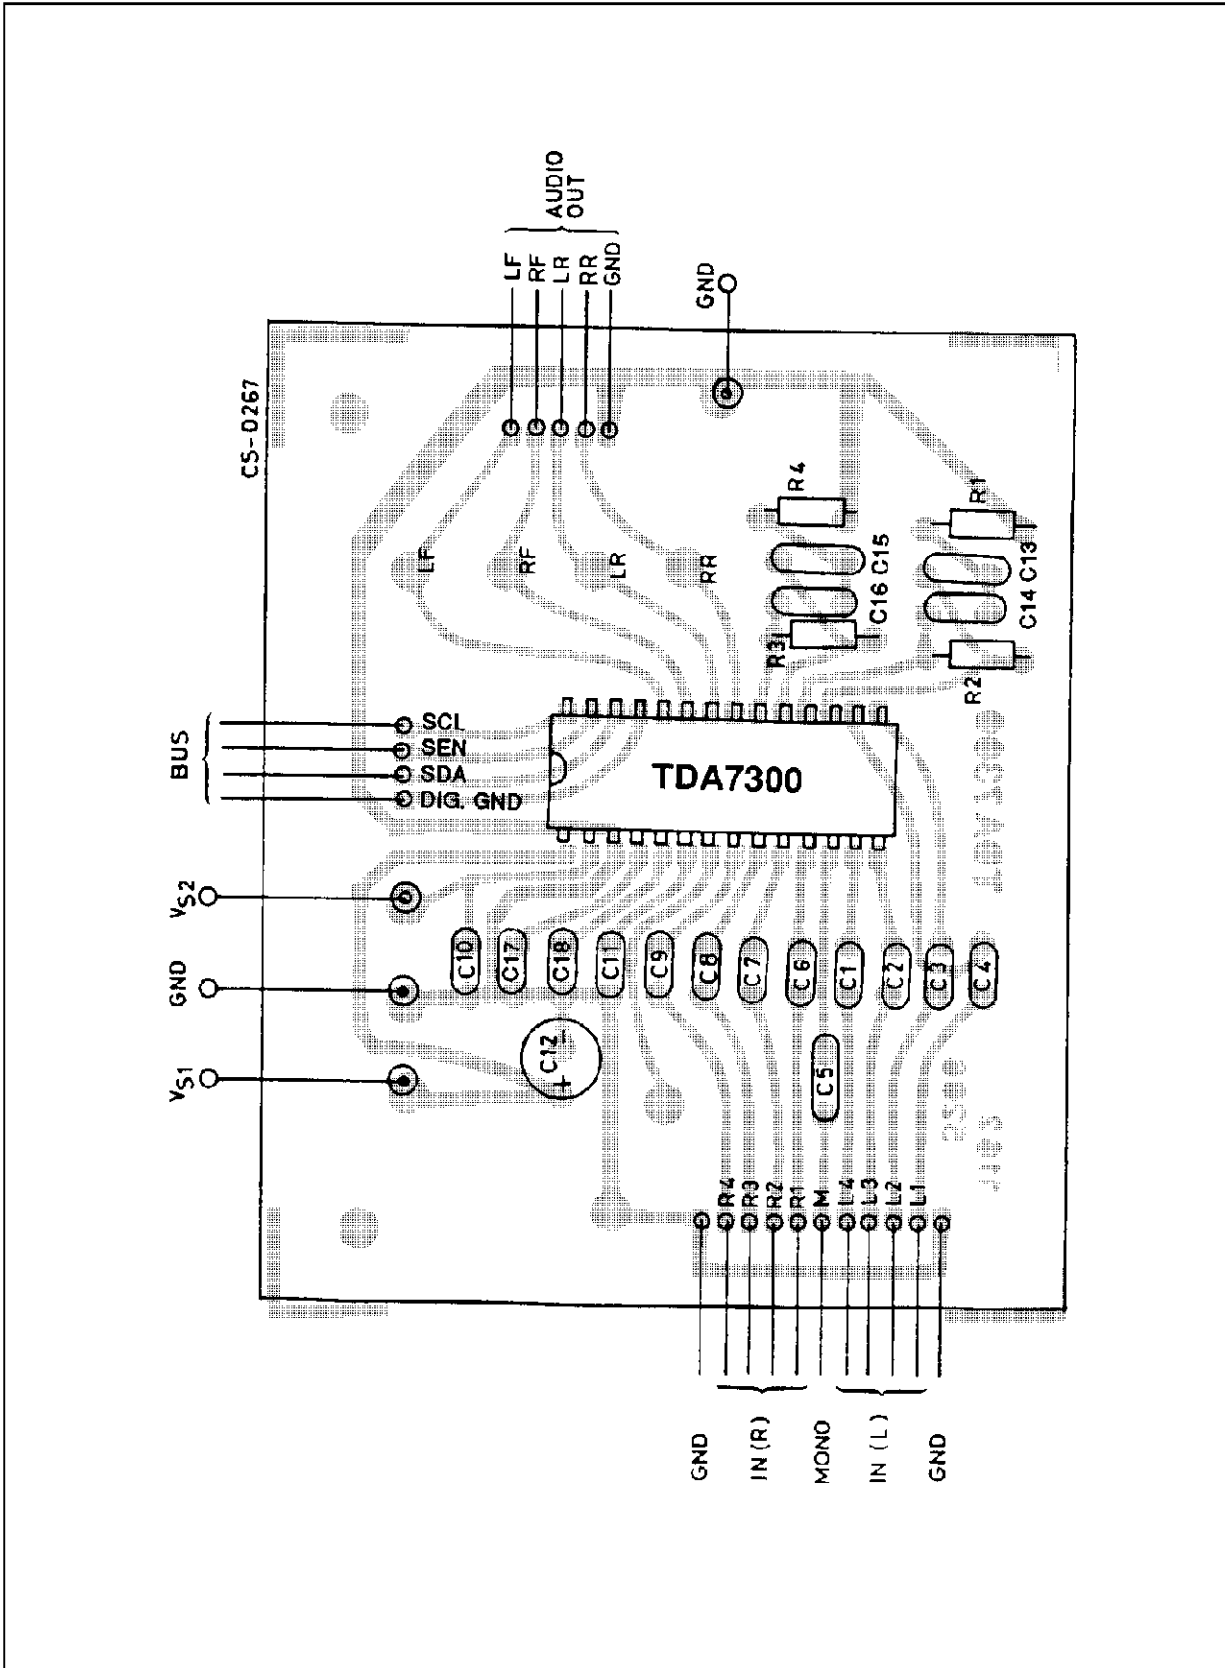 CS-0267
AUDIO
OUT
LF
RF
LR
RR
GND
GND
BUS
SCL
SEN
SDA
DIG. GND
VS2
GND
VS1
LF
RF
LR
RR
R4
C15
C16
R3
R1
C13
C14
R2
TDA7300
C10
C17
C18
C11
C9
C8
C7
C6
C1
C2
C3
C4
C12
+ -
C5
R4
R3
R2
R1
M
L4
L3
L2
L1
GND
IN (R)
MONO
IN (L)
GND